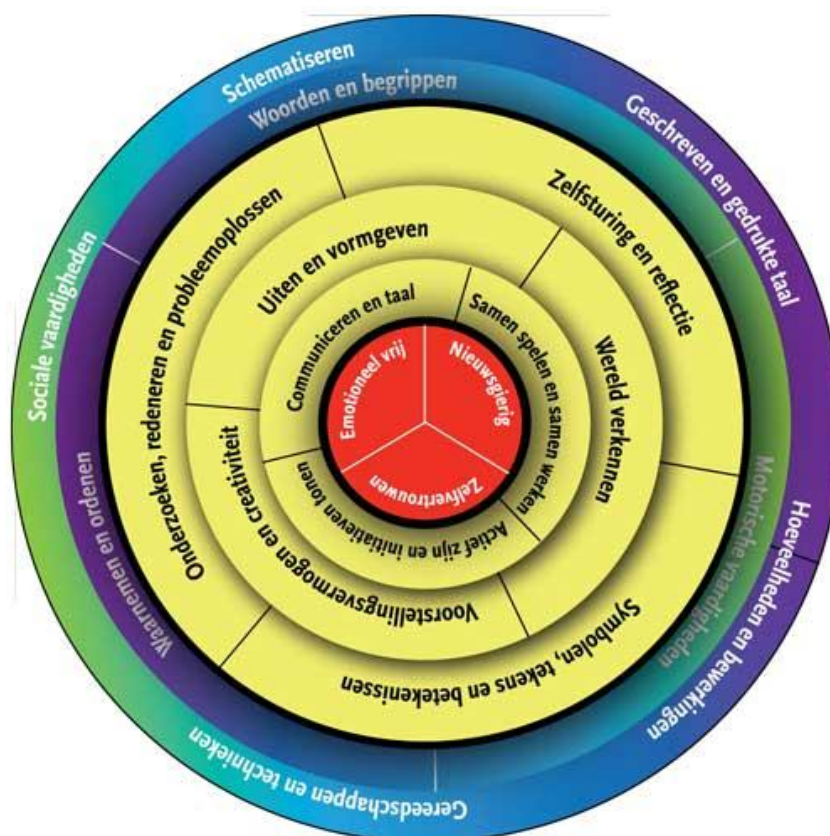 Schematiseren
Geschreven en gedrukte taal
Hoeveelheden en bewerkingen
Gereedschappen en technieken
Sociale vaardigheden
Woorden en begrippen
Motorische vaardigheden
Waarnemen en ordenen
Zelfsturing en reflectie
Symbolen, tekens en betekenissen
Onderzoeken, redeneren en probleemoplossen
Uiten en vormgeven
Wereld verkennen
Voorstellingsvermogen en creativiteit
Communiceren en taal
Samen spelen en samen werken
Actief zijn en initiatieven tonen
Emotioneel vrij
Nieuwsgierig
Zelfvertrouwen